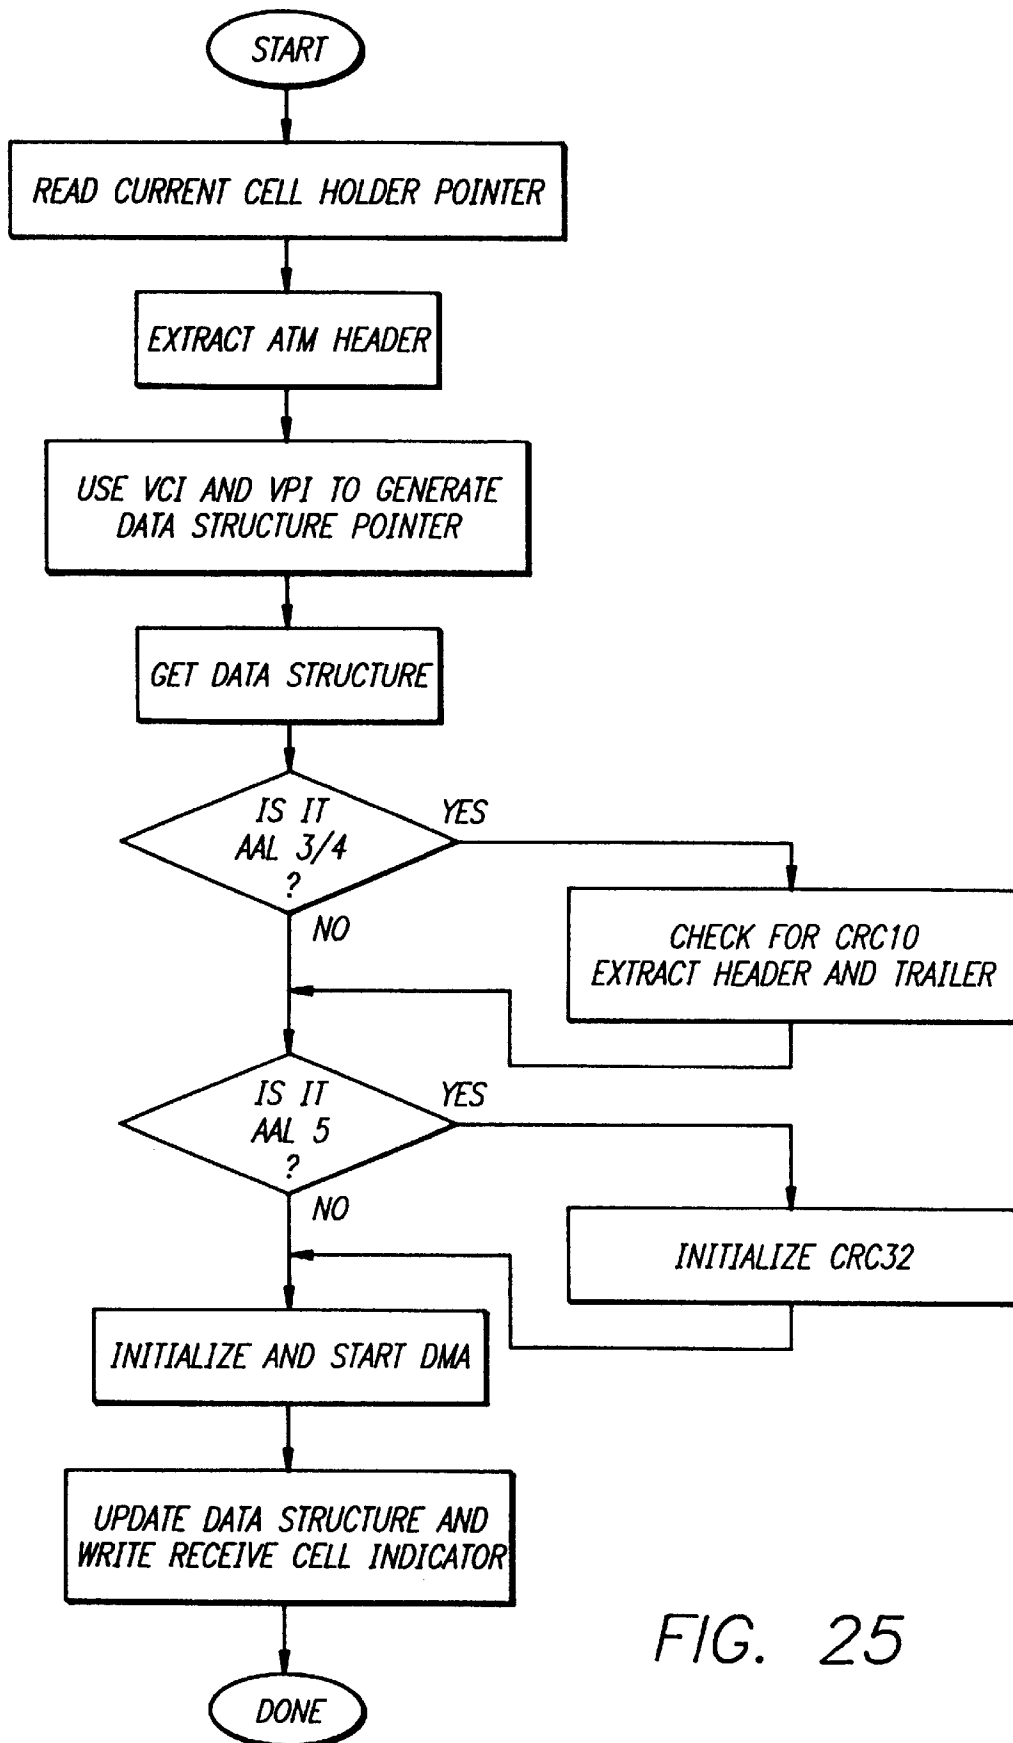 START
READ CURRENT CELL HOLDER POINTER
EXTRACT ATM HEADER
USE VCI AND VPI TO GENERATE
DATA STRUCTURE POINTER
GET DATA STRUCTURE
IS IT
AAL 3/4
?
YES
NO
CHECK FOR CRC10
EXTRACT HEADER AND TRAILER
IS IT
AAL 5
?
YES
NO
INITIALIZE CRC32
INITIALIZE AND START DMA
UPDATE DATA STRUCTURE AND
WRITE RECEIVE CELL INDICATOR
DONE
FIG. 25